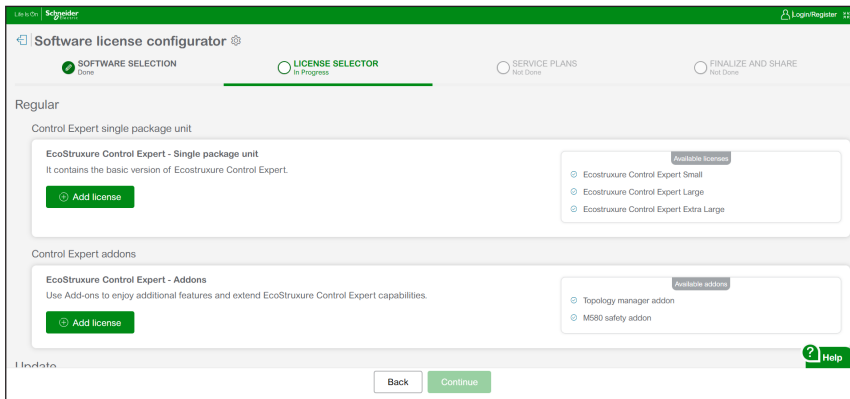 Life Is On | Schneider Electric
Login/Register
Software license configurator
SOFTWARE SELECTION
Done
LICENSE SELECTOR
In Progress
SERVICE PLANS
Not Done
FINALIZE AND SHARE
Not Done
Regular
Control Expert single package unit
EcoStruxure Control Expert - Single package unit
It contains the basic version of Ecostruxure Control Expert.
Add license
Available licenses
Ecostruxure Control Expert Small
Ecostruxure Control Expert Large
Ecostruxure Control Expert Extra Large
Control Expert addons
EcoStruxure Control Expert - Addons
Use Add-ons to enjoy additional features and extend EcoStruxure Control Expert capabilities.
Add license
Available addons
Topology manager addon
M580 safety addon
Update
? Help
Back
Continue